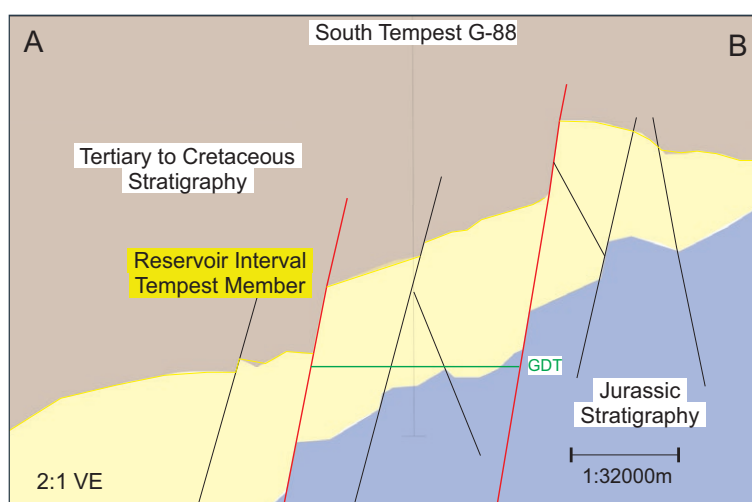 A
South Tempest G-88
B
Tertiary to Cretaceous
Stratigraphy
Reservoir Interval
Tempest Member
GDT
Jurassic
Stratigraphy
2:1 VE
1:32000m